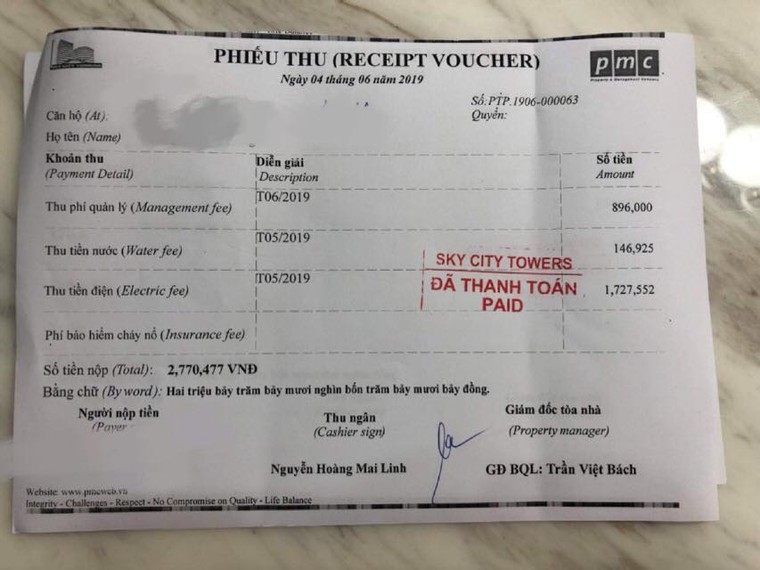 SKY CITY TOWERS
PHIẾU THU (RECEIPT VOUCHER)
pmc
Property & Management Company
Ngày 04 tháng 06 năm 2019
Số:PTP.1906-000063
Quyển:
Căn hộ (At):
Họ tên (Name)
Khoản thu Diễn giải Số tiền
(Payment Detail) Description Amount
Thu phí quản lý (Management fee) T06/2019 896,000
Thu tiền nước (Water fee) T05/2019 146,925
SKY CITY TOWERS
Thu tiền điện (Electric fee) T05/2019 1,727,552
ĐÃ THANH TOÁN
PAID
Phí bảo hiểm cháy nổ (Insurance fee)
Số tiền nộp (Total): 2,770,477 VNĐ
Bằng chữ (By word): Hai triệu bảy trăm bảy mươi nghìn bốn trăm bảy mươi bảy đồng.
Người nộp tiền Thu ngân Giám đốc tòa nhà
(Payer (Cashier sign) (Property manager)
Nguyễn Hoàng Mai Linh GĐ BQL: Trần Việt Bách
Website: www.pmcweb.vn
Integrity - Challenges - Respect - No Compromise on Quality - Life Balance